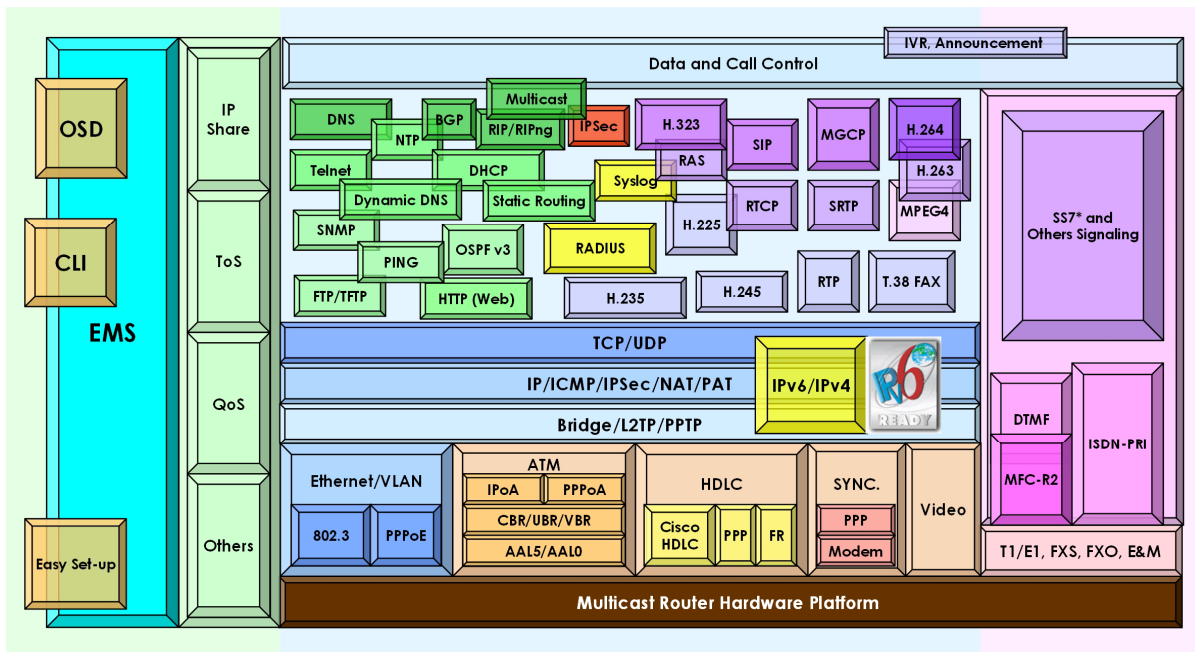 IVR, Announcement
Data and Call Control
OSD
CLI
EMS
Easy Set-up
IP
Share
ToS
QoS
Others
DNS
NTP
BGP
Multicast
RIP/RIPng
IPSec
H.323
RAS
SIP
MGCP
H.264
H.263
MPEG4
Telnet
DHCP
Syslog
Dynamic DNS
Static Routing
RTCP
SRTP
SNMP
OSPF v3
RADIUS
H.225
PING
FTP/TFTP
HTTP (Web)
H.235
H.245
RTP
T.38 FAX
SS7* and
Others Signaling
TCP/UDP
IP/ICMP/IPSec/NAT/PAT
Bridge/L2TP/PPTP
IPv6/IPv4
IPv6
READY
DTMF
MFC-R2
ISDN-PRI
Ethernet/VLAN
802.3
PPPoE
ATM
IPoA
PPPoA
CBR/UBR/VBR
AAL5/AAL0
HDLC
Cisco
HDLC
PPP
FR
SYNC.
PPP
Modem
Video
T1/E1, FXS, FXO, E&M
Multicast Router Hardware Platform